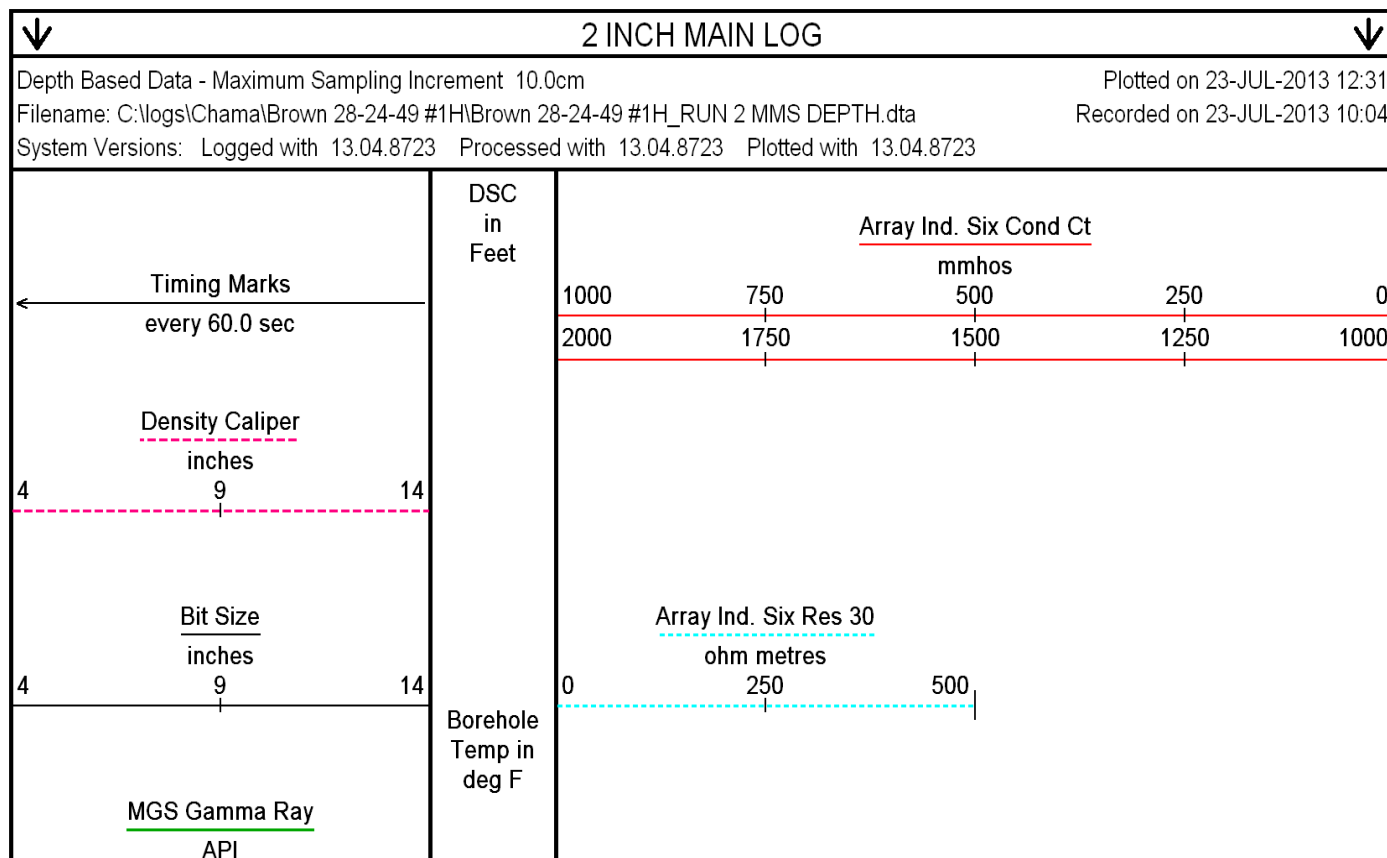 2 INCH MAIN LOG
Depth Based Data - Maximum Sampling Increment 10.0cm
Plotted on 23-JUL-2013 12:31
Filename: C:\logs\Chama\Brown 28-24-49 #1H\Brown 28-24-49 #1H_RUN 2 MMS DEPTH.dta
Recorded on 23-JUL-2013 10:04
System Versions: Logged with 13.04.8723 Processed with 13.04.8723 Plotted with 13.04.8723
Timing Marks
every 60.0 sec
Density Caliper
inches
4 9 14
Bit Size
inches
4 9 14
MGS Gamma Ray
API
DSC
in
Feet
Borehole
Temp in
deg F
Array Ind. Six Cond Ct
mmhos
1000 750 500 250 0
2000 1750 1500 1250 1000
Array Ind. Six Res 30
ohm metres
0 250 500